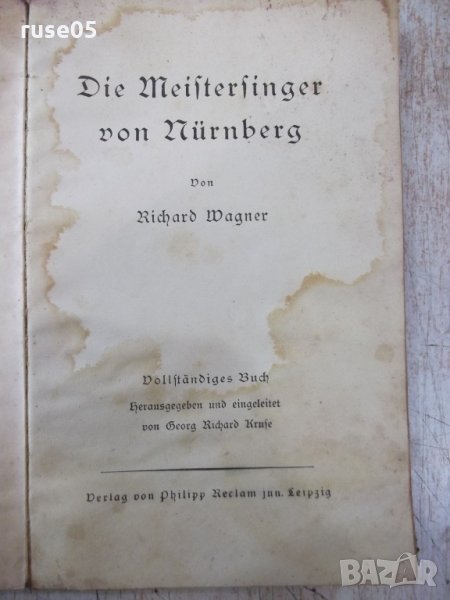 ruse05
Die Meiſterſinger
von Nürnberg
Von
Richard Wagner
Vollſtändiges Buch
Herausgegeben und eingeleitet
von Georg Richard Kruſe
Verlag von Philipp Reclam jun. Leipzig
BAZAR